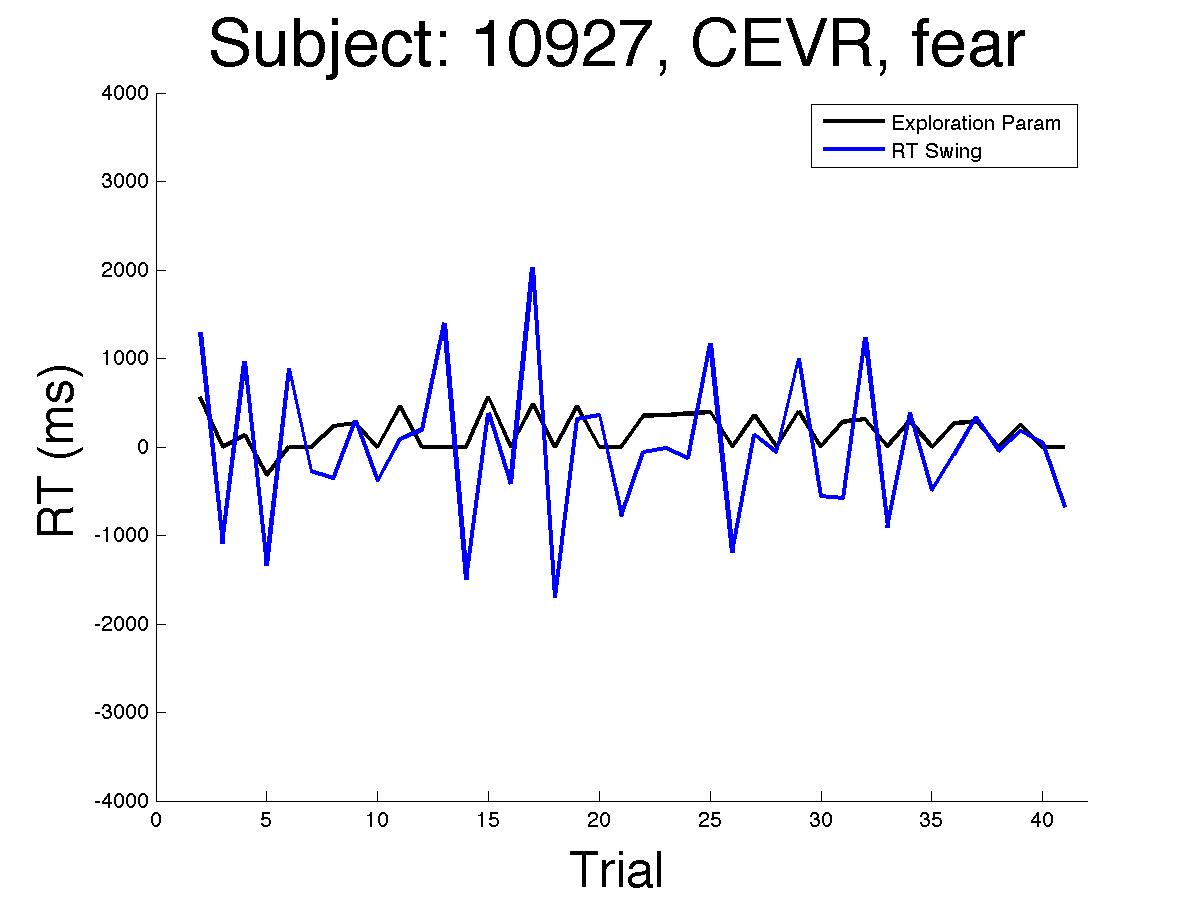 Subject: 10927, CEVR, fear
4000
3000
2000
1000
0
-1000
-2000
-3000
-4000
RT (ms)
Exploration Param
RT Swing
0 5 10 15 20 25 30 35 40
Trial